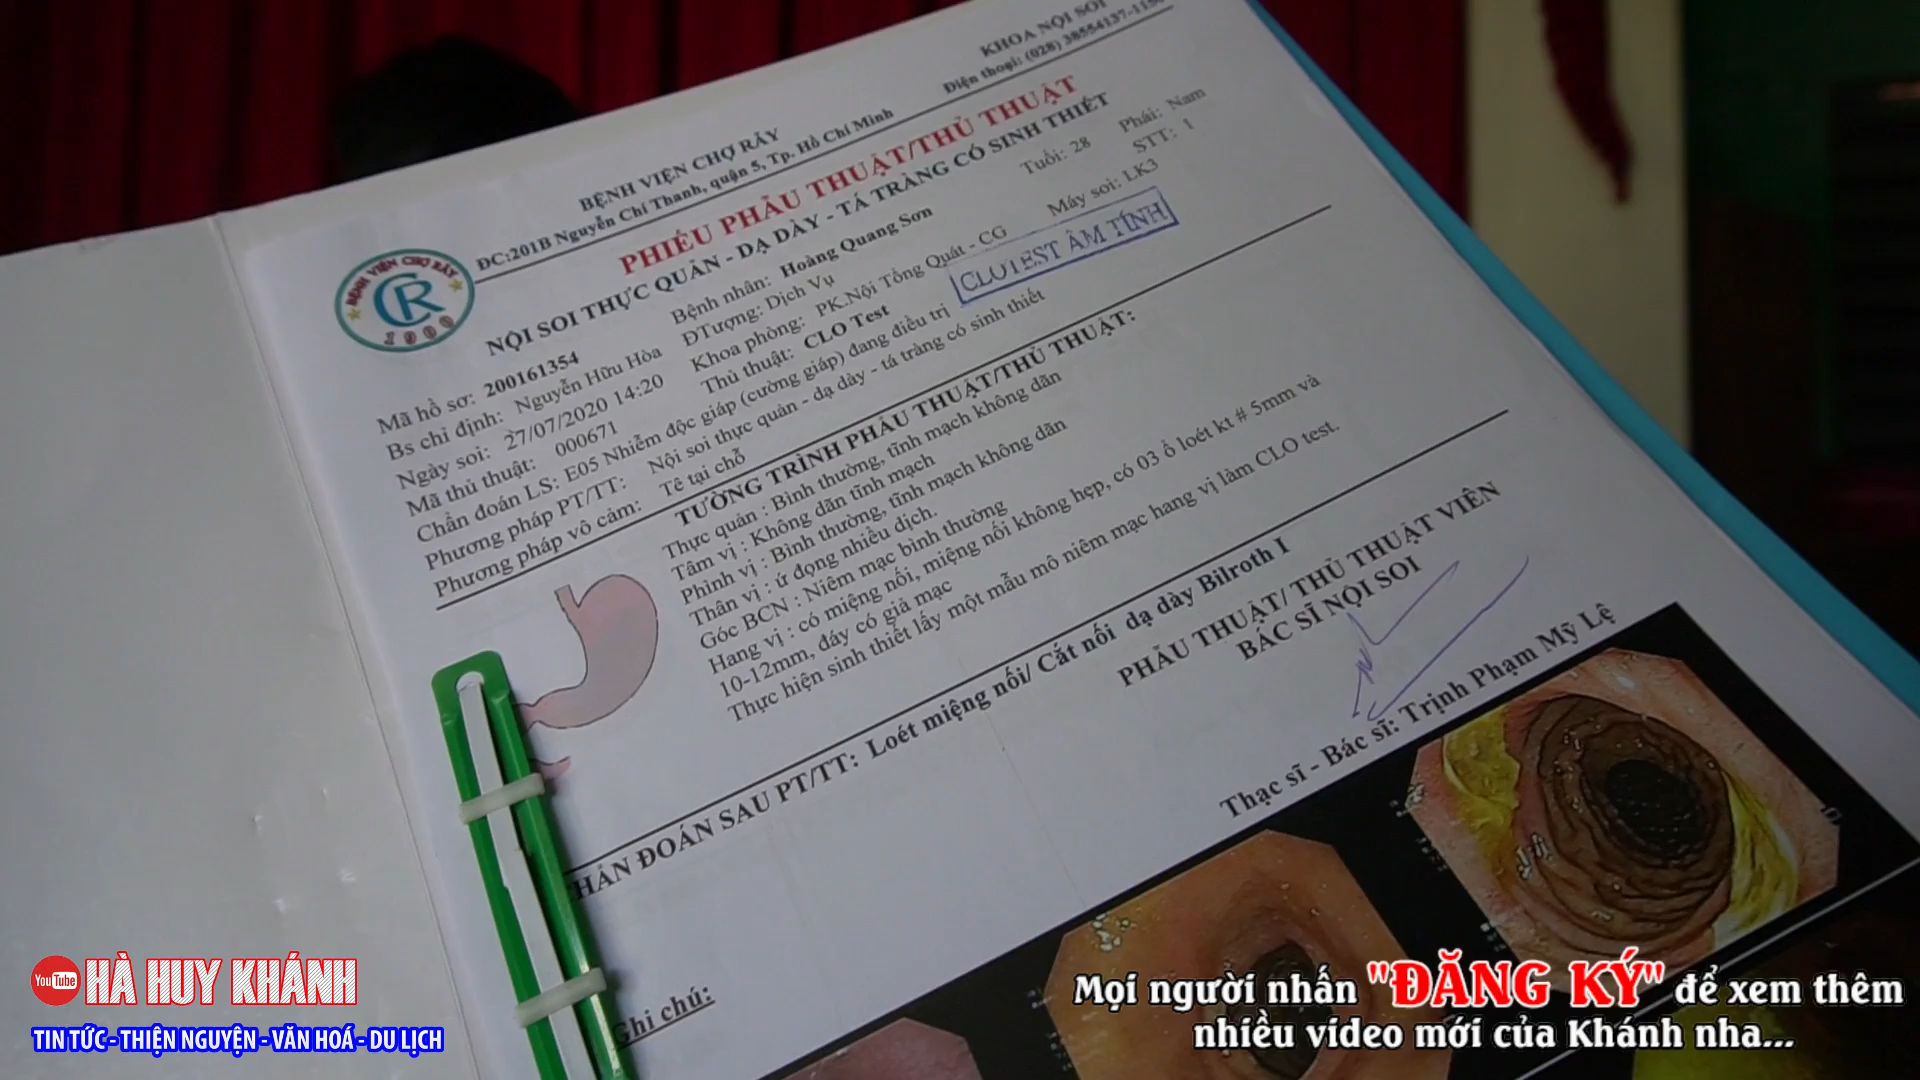 KHOA NỘI SOI
BỆNH VIỆN CHỢ RẪY
ĐC:201B Nguyễn Chí Thanh, quận 5, Tp. Hồ Chí Minh
Điện thoại: (028) 38554137-
BỆNH VIỆN CHỢ RẪY
CR
1900
PHIẾU PHẪU THUẬT/THỦ THUẬT
NỘI SOI THỰC QUẢN - DẠ DÀY - TÁ TRÀNG CÓ SINH THIẾT
Mã hồ sơ: 200161354 Bệnh nhân: Hoàng Quang Sơn Tuổi: 28 Phái: Nam
Bs chỉ định: Nguyễn Hữu Hòa ĐTượng: Dịch Vụ STT: 1
Ngày soi: 27/07/2020 14:20 Khoa phòng: PK.Nội Tổng Quát - CG Máy soi: LK3
Mã thủ thuật: 000671 Thủ thuật: CLO Test
CLOTEST ÂM TÍNH
Chẩn đoán LS: E05 Nhiễm độc giáp (cường giáp) đang điều trị
Phương pháp PT/TT: Nội soi thực quản - dạ dày - tá tràng có sinh thiết
Phương pháp vô cảm: Tê tại chỗ
TƯỜNG TRÌNH PHẪU THUẬT/THỦ THUẬT:
Thực quản : Bình thường, tĩnh mạch không dãn
Tâm vị : Không dãn tĩnh mạch
Phình vị : Bình thường, tĩnh mạch không dãn
Thân vị : ứ đọng nhiều dịch.
Góc BCN : Niêm mạc bình thường
Hang vị : có miệng nối, miệng nối không hẹp, có 03 ổ loét kt # 5mm và
10-12mm, đáy có giả mạc
Thực hiện sinh thiết lấy một mẫu mô niêm mạc hang vị làm CLO test.
HẨN ĐOÁN SAU PT/TT: Loét miệng nối/ Cắt nối dạ dày Bilroth I
PHẪU THUẬT/ THỦ THUẬT VIÊN
BÁC SĨ NỘI SOI
Thạc sĩ - Bác sĩ: Trịnh Phạm Mỹ Lệ
Ghi chú:
YouTube HÀ HUY KHÁNH
TIN TỨC - THIỆN NGUYỆN - VĂN HOÁ - DU LỊCH
Mọi người nhấn "ĐĂNG KÝ" để xem thêm
nhiều video mới của Khánh nha...